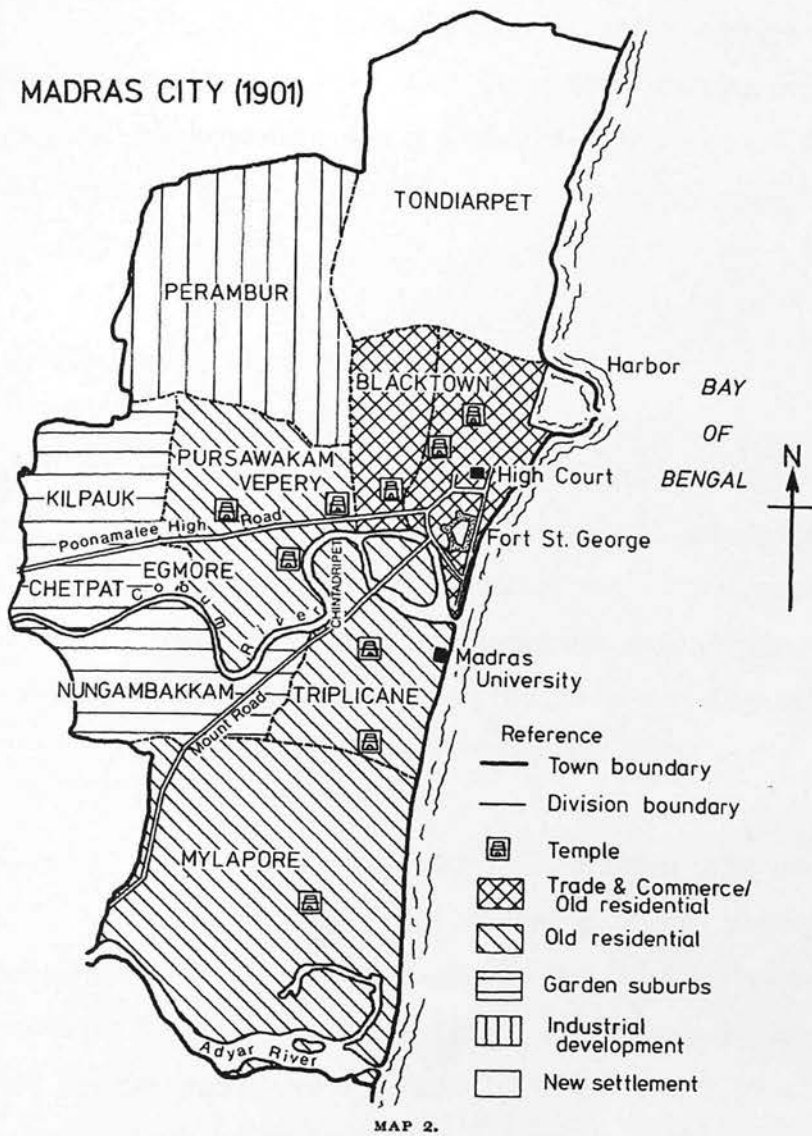 MADRAS CITY (1901)
TONDIARPET
PERAMBUR
BLACKTOWN
Harbor
BAY
OF
BENGAL
N
PURSAWAKAM
VEPERY
High Court
KILPAUK
Poonamalee High Road
Fort St. George
CHETPAT
EGMORE
Cobum River
CHINTADRIPET
Madras
University
NUNGAMBAKKAM
TRIPLICANE
Mount Road
Reference
Town boundary
Division boundary
MYLAPORE
Temple
Trade & Commerce/
Old residential
Old residential
Garden suburbs
Industrial
development
Adyar River
New settlement
MAP 2.